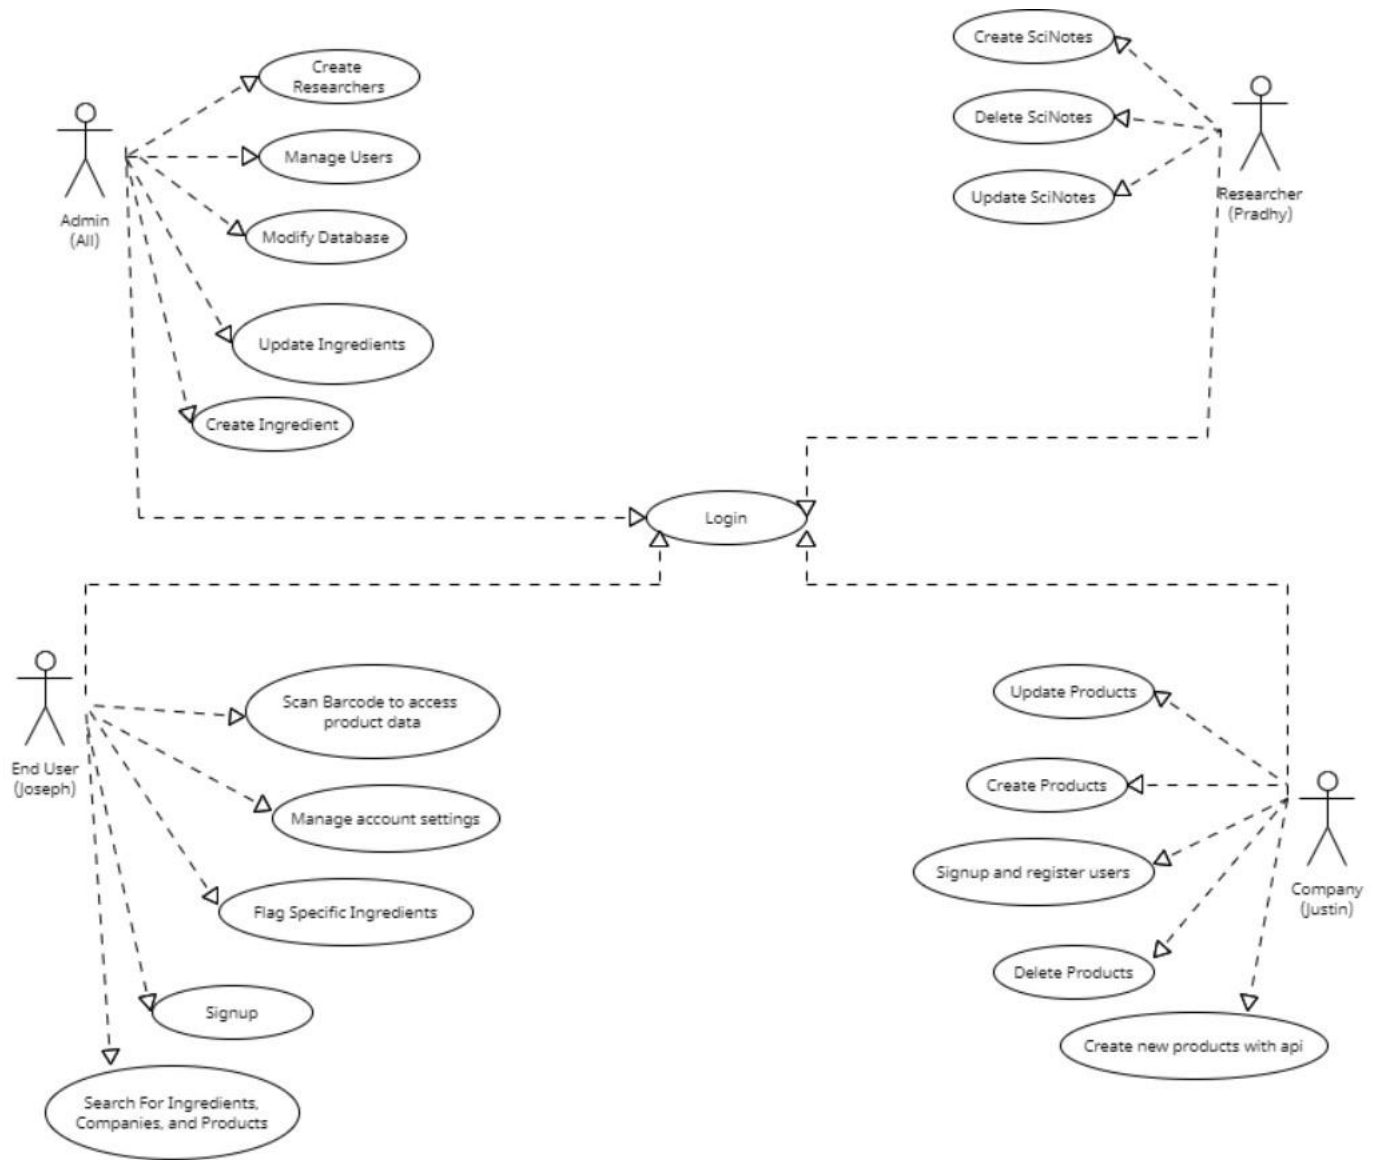 Create
Researchers
Manage Users
Admin
(All)
Modify Database
Update Ingredients
Create Ingredient
Create SciNotes
Delete SciNotes
Update SciNotes
Researcher
(Pradhy)
Login
Scan Barcode to access
product data
End User
(Joseph)
Manage account settings
Flag Specific Ingredients
Signup
Search For Ingredients,
Companies, and Products
Update Products
Create Products
Signup and register users
Company
(Justin)
Delete Products
Create new products with api